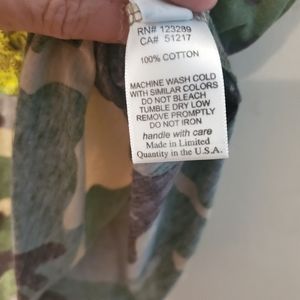 RN# 123289
CA# 51217
100% COTTON
MACHINE WASH COLD
WITH SIMILAR COLORS
DO NOT BLEACH
TUMBLE DRY LOW
REMOVE PROMPTLY
DO NOT IRON
handle with care
Made in Limited
Quantity in the U.S.A.